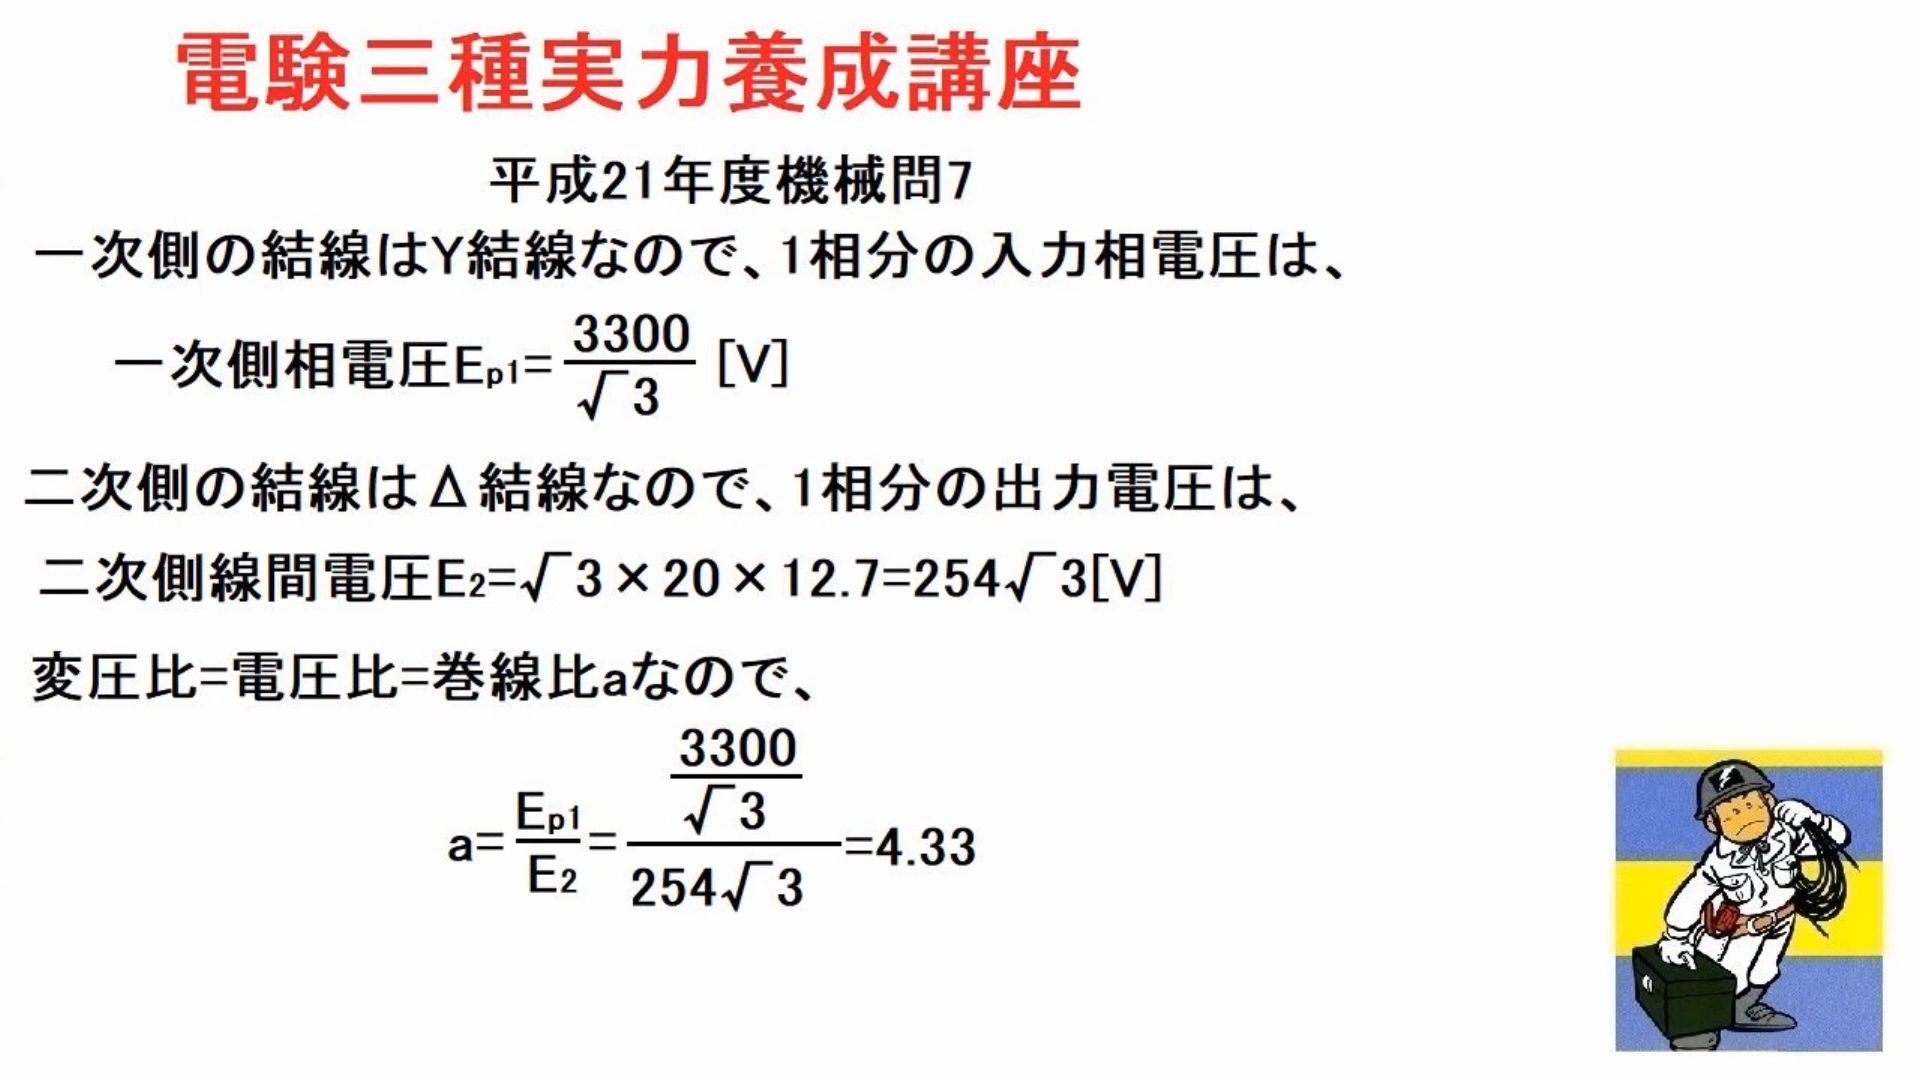 電験三種実力養成講座
平成21年度機械問7
一次側の結線はY結線なので、1相分の入力相電圧は、
一次側相電圧Ep1=3300/√3 [V]
二次側の結線はΔ結線なので、1相分の出力電圧は、
二次側線間電圧E2=√3×20×12.7=254√3[V]
変圧比=電圧比=巻線比aなので、
a=Ep1/E2=(3300/√3)/(254√3)=4.33